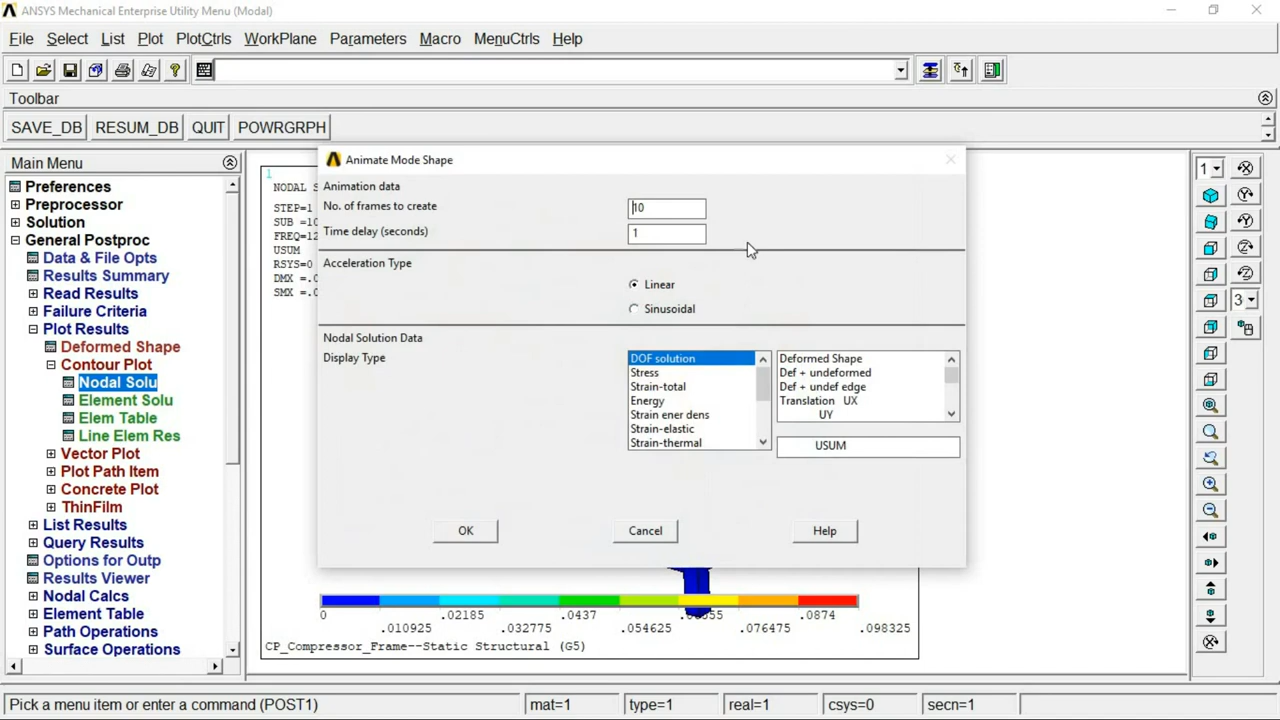 ANSYS Mechanical Enterprise Utility Menu (Modal)
File Select List Plot PlotCtrls WorkPlane Parameters Macro MenuCtrls Help
Toolbar
SAVE_DB RESUM_DB QUIT POWRGRPH
Main Menu
Preferences
Preprocessor
Solution
General Postproc
Data & File Opts
Results Summary
Read Results
Failure Criteria
Plot Results
Deformed Shape
Contour Plot
Nodal Solu
Element Solu
Elem Table
Line Elem Res
Vector Plot
Plot Path Item
Concrete Plot
ThinFilm
List Results
Query Results
Options for Outp
Results Viewer
Nodal Calcs
Element Table
Path Operations
Surface Operations
1
NODAL S
STEP=1
SUB =10
FREQ=12
USUM
RSYS=0
DMX =.0
SMX =.0
Animate Mode Shape
Animation data
No. of frames to create 10
Time delay (seconds) 1
Acceleration Type
Linear
Sinusoidal
Nodal Solution Data
Display Type
DOF solution
Stress
Strain-total
Energy
Strain ener dens
Strain-elastic
Strain-thermal
Deformed Shape
Def + undeformed
Def + undef edge
Translation UX
UY
USUM
OK Cancel Help
0 .02185 .0437 .0874
.010925 .032775 .054625 .076475 .098325
CP_Compressor_Frame--Static Structural (G5)
1
3
Pick a menu item or enter a command (POST1) mat=1 type=1 real=1 csys=0 secn=1